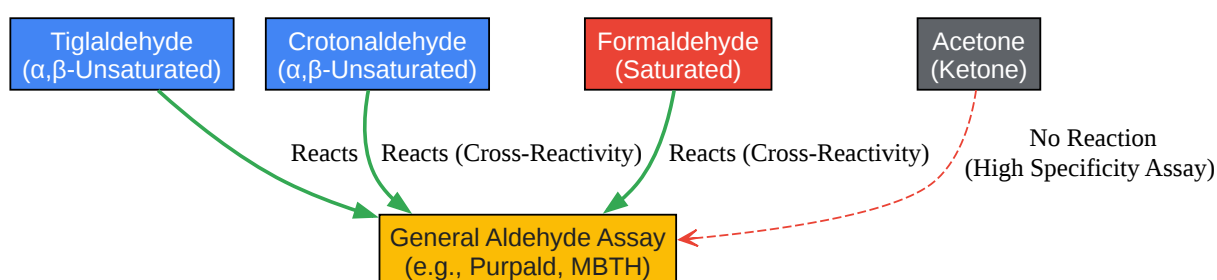 Tiglaldehyde
(α,β-Unsaturated)
Crotonaldehyde
(α,β-Unsaturated)
Formaldehyde
(Saturated)
Acetone
(Ketone)
Reacts
Reacts (Cross-Reactivity)
Reacts (Cross-Reactivity)
No Reaction
(High Specificity Assay)
General Aldehyde Assay
(e.g., Purpald, MBTH)